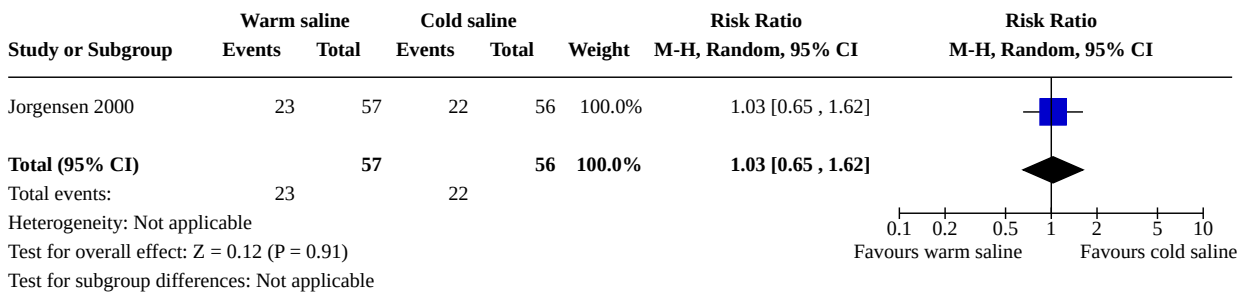 Warm saline Cold saline Risk Ratio Risk Ratio
Study or Subgroup Events Total Events Total Weight M-H, Random, 95% CI M-H, Random, 95% CI
Jorgensen 2000 23 57 22 56 100.0% 1.03 [0.65 , 1.62]
Total (95% CI) 57 56 100.0% 1.03 [0.65 , 1.62]
Total events: 23 22
Heterogeneity: Not applicable
0.1 0.2 0.5 1 2 5 10
Test for overall effect: Z = 0.12 (P = 0.91) Favours warm saline Favours cold saline
Test for subgroup differences: Not applicable